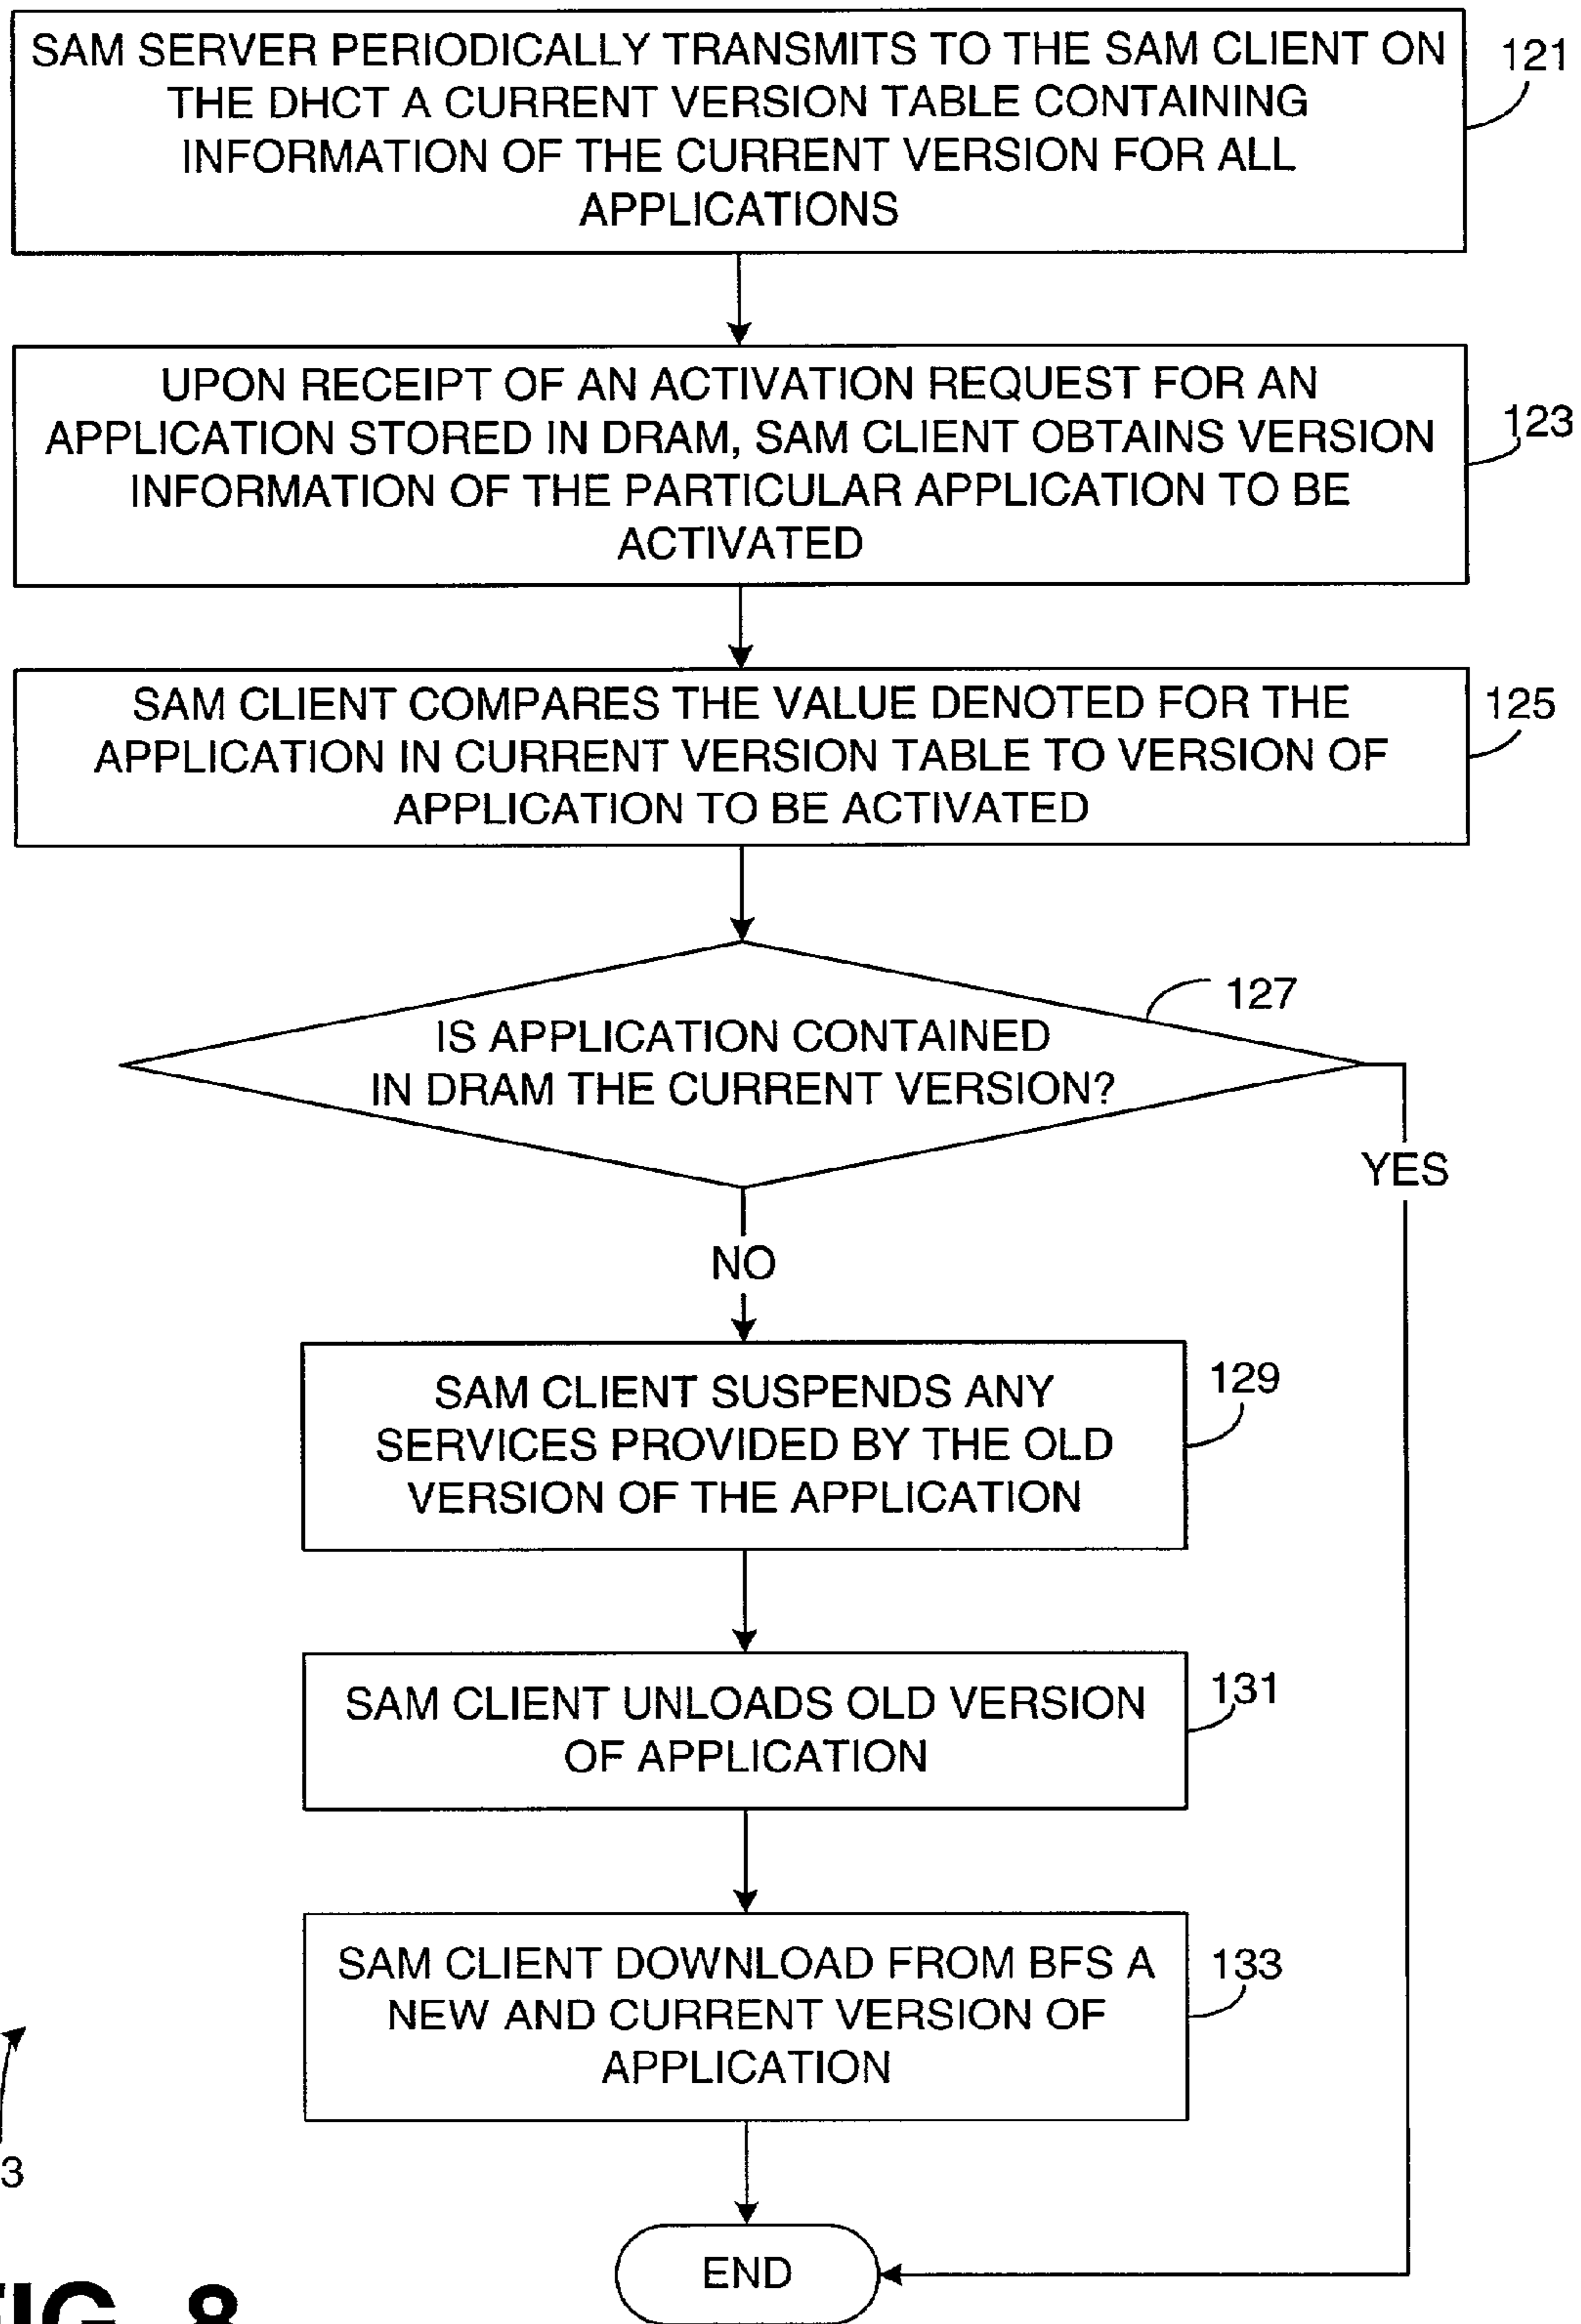 SAM SERVER PERIODICALLY TRANSMITS TO THE SAM CLIENT ON
THE DHCT A CURRENT VERSION TABLE CONTAINING
INFORMATION OF THE CURRENT VERSION FOR ALL
APPLICATIONS
121
UPON RECEIPT OF AN ACTIVATION REQUEST FOR AN
APPLICATION STORED IN DRAM, SAM CLIENT OBTAINS VERSION
INFORMATION OF THE PARTICULAR APPLICATION TO BE
ACTIVATED
123
SAM CLIENT COMPARES THE VALUE DENOTED FOR THE
APPLICATION IN CURRENT VERSION TABLE TO VERSION OF
APPLICATION TO BE ACTIVATED
125
127
IS APPLICATION CONTAINED
IN DRAM THE CURRENT VERSION?
YES
NO
SAM CLIENT SUSPENDS ANY
SERVICES PROVIDED BY THE OLD
VERSION OF THE APPLICATION
129
SAM CLIENT UNLOADS OLD VERSION
OF APPLICATION
131
SAM CLIENT DOWNLOAD FROM BFS A
NEW AND CURRENT VERSION OF
APPLICATION
133
3
END
FIG. 8